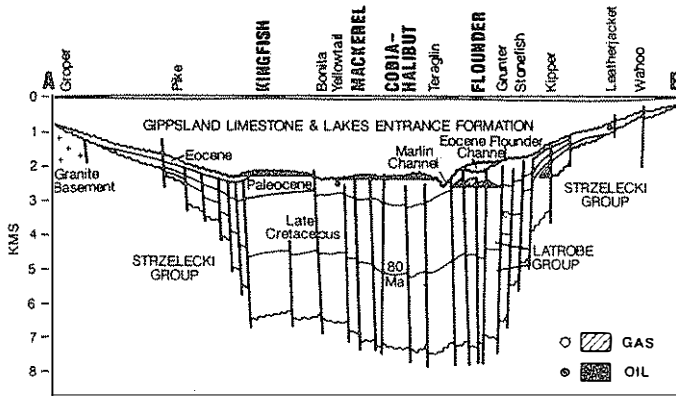 A
Groper
Pike
KINGFISH
Bonita
Yellowtail
MACKEREL
COBIA-
HALIBUT
Teraglin
FLOUNDER
Grunter
Stonefish
Kipper
Leatherjacket
Wahoo
0
1
2
3
4
5
6
7
8
KMS
GIPPSLAND LIMESTONE & LAKES ENTRANCE FORMATION
Eocene
Granite
Basement
Paleocene
Marlin
Channel
Eocene Flounder
Channel
STRZELECKI
GROUP
Late
Cretaceous
STRZELECKI
GROUP
80
Ma
LATROBE
GROUP
GAS
OIL